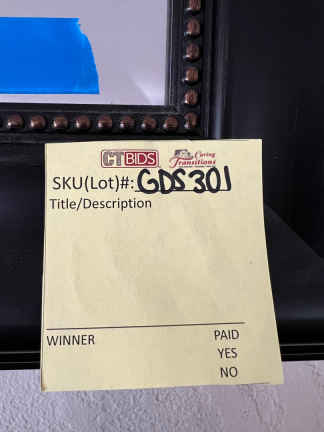 CTBIDS Caring Transitions
SKU(Lot)#: GDS301
Title/Description
WINNER PAID
YES
NO